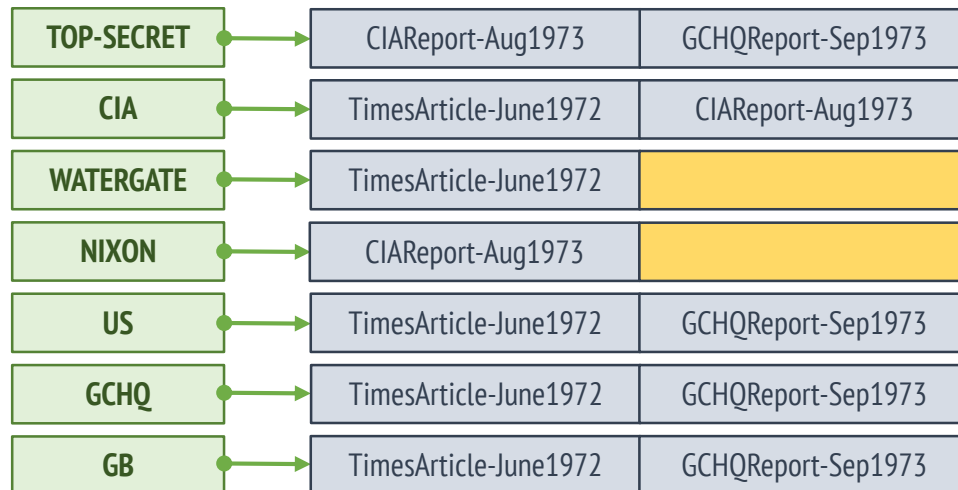 TOP-SECRET CIAReport-Aug1973 GCHQReport-Sep1973
CIA TimesArticle-June1972 CIAReport-Aug1973
WATERGATE TimesArticle-June1972
NIXON CIAReport-Aug1973
US TimesArticle-June1972 GCHQReport-Sep1973
GCHQ TimesArticle-June1972 GCHQReport-Sep1973
GB TimesArticle-June1972 GCHQReport-Sep1973